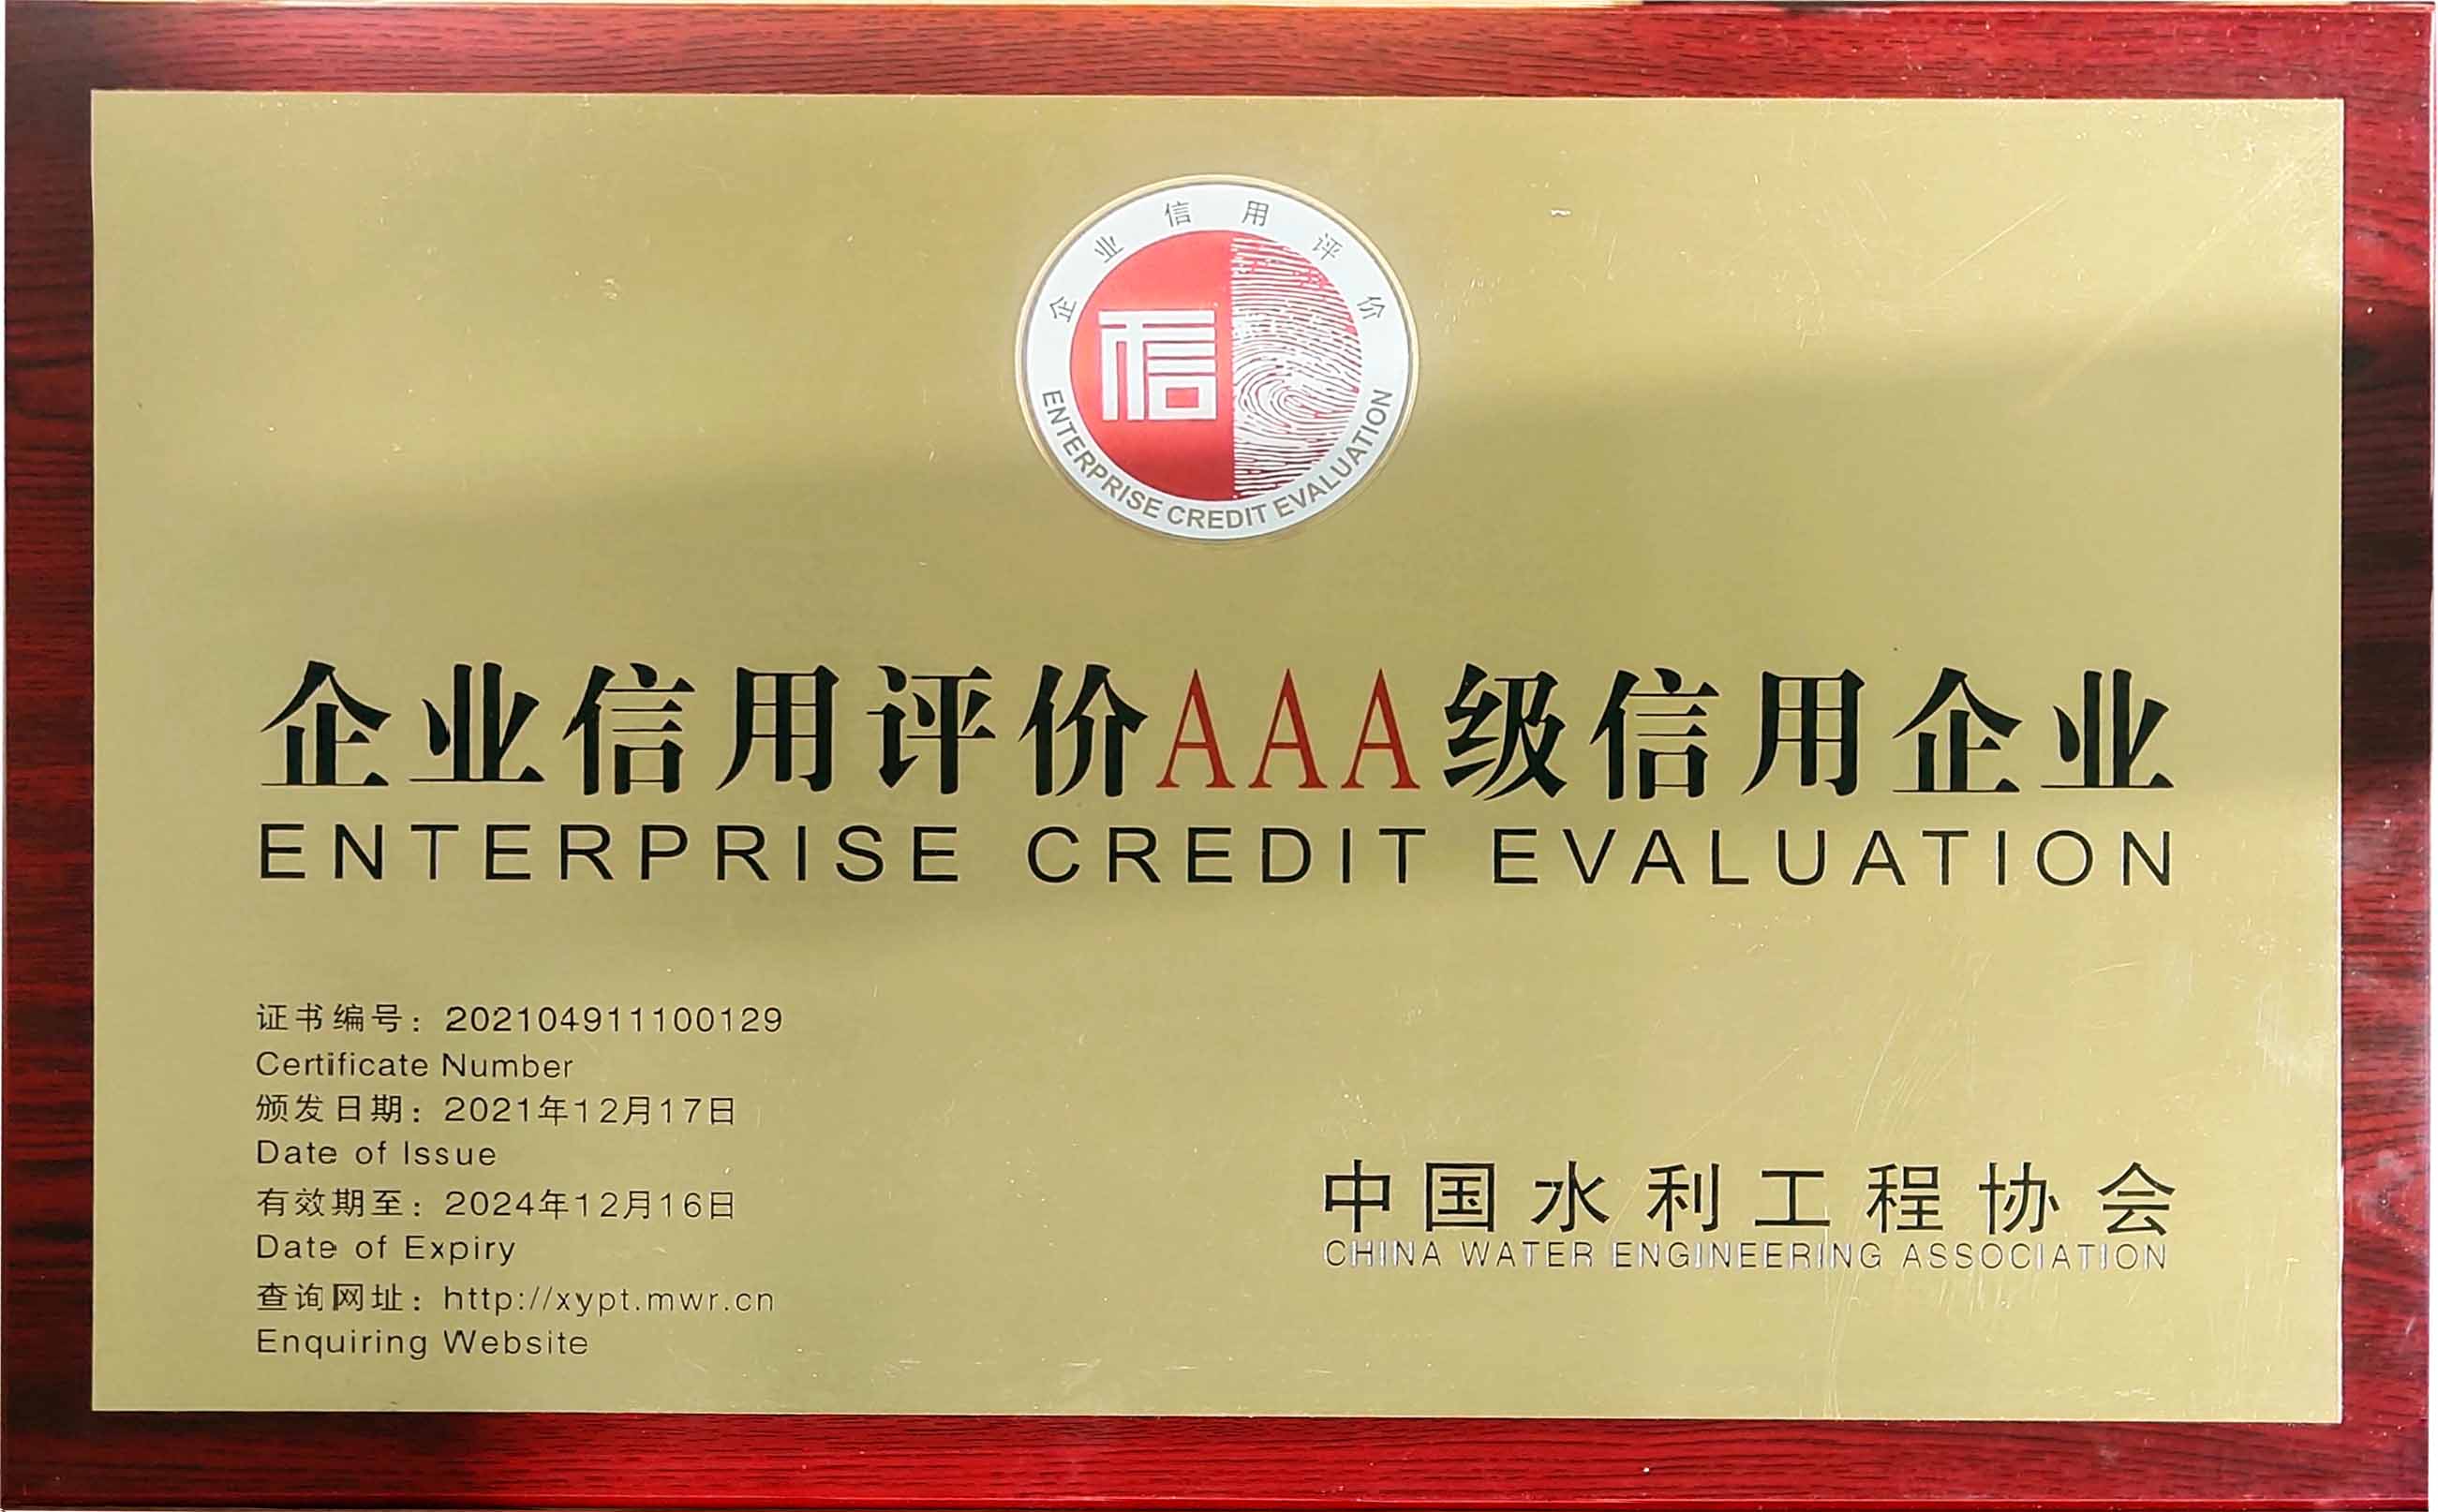 企业信用评价
信
ENTERPRISE CREDIT EVALUATION
企业信用评价AAA级信用企业
ENTERPRISE CREDIT EVALUATION
证书编号：202104911100129
Certificate Number
颁发日期：2021年12月17日
Date of Issue
有效期至：2024年12月16日
Date of Expiry
查询网址：http://xypt.mwr.cn
Enquiring Website
中国水利工程协会
CHINA WATER ENGINEERING ASSOCIATION